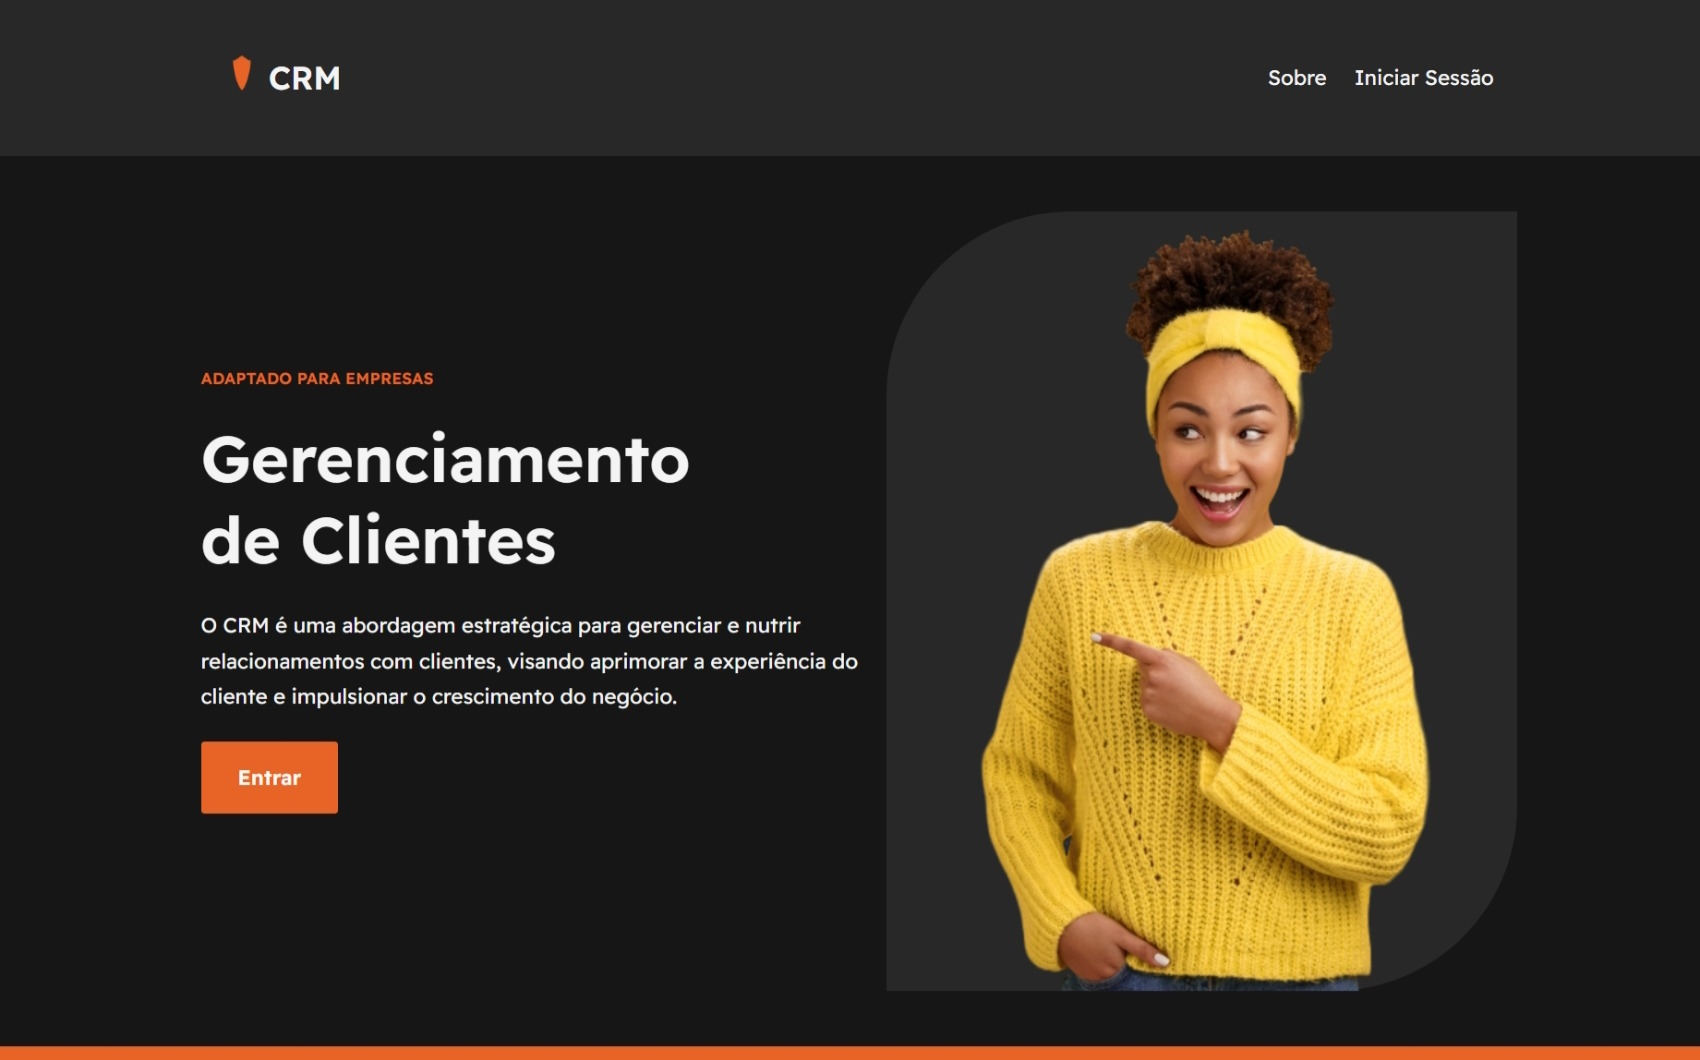 CRM
Sobre
Iniciar Sessão
ADAPTADO PARA EMPRESAS
Gerenciamento
de Clientes
O CRM é uma abordagem estratégica para gerenciar e nutrir
relacionamentos com clientes, visando aprimorar a experiência do
cliente e impulsionar o crescimento do negócio.
Entrar